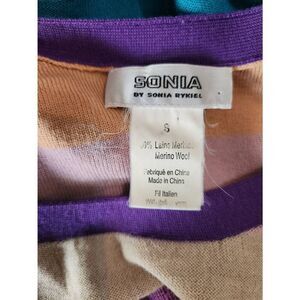 SONIA
BY SONIA RYKIEL
S
Laine Merinos
Merino Wool
Fabriqué en Chine
Made in China
Fil Italien